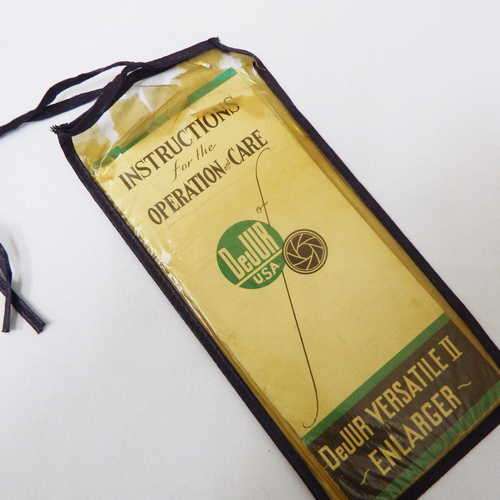 INSTRUCTIONS
for the
OPERATION and CARE
of
DeJUR
USA
DeJUR VERSATILE II
~ ENLARGER ~